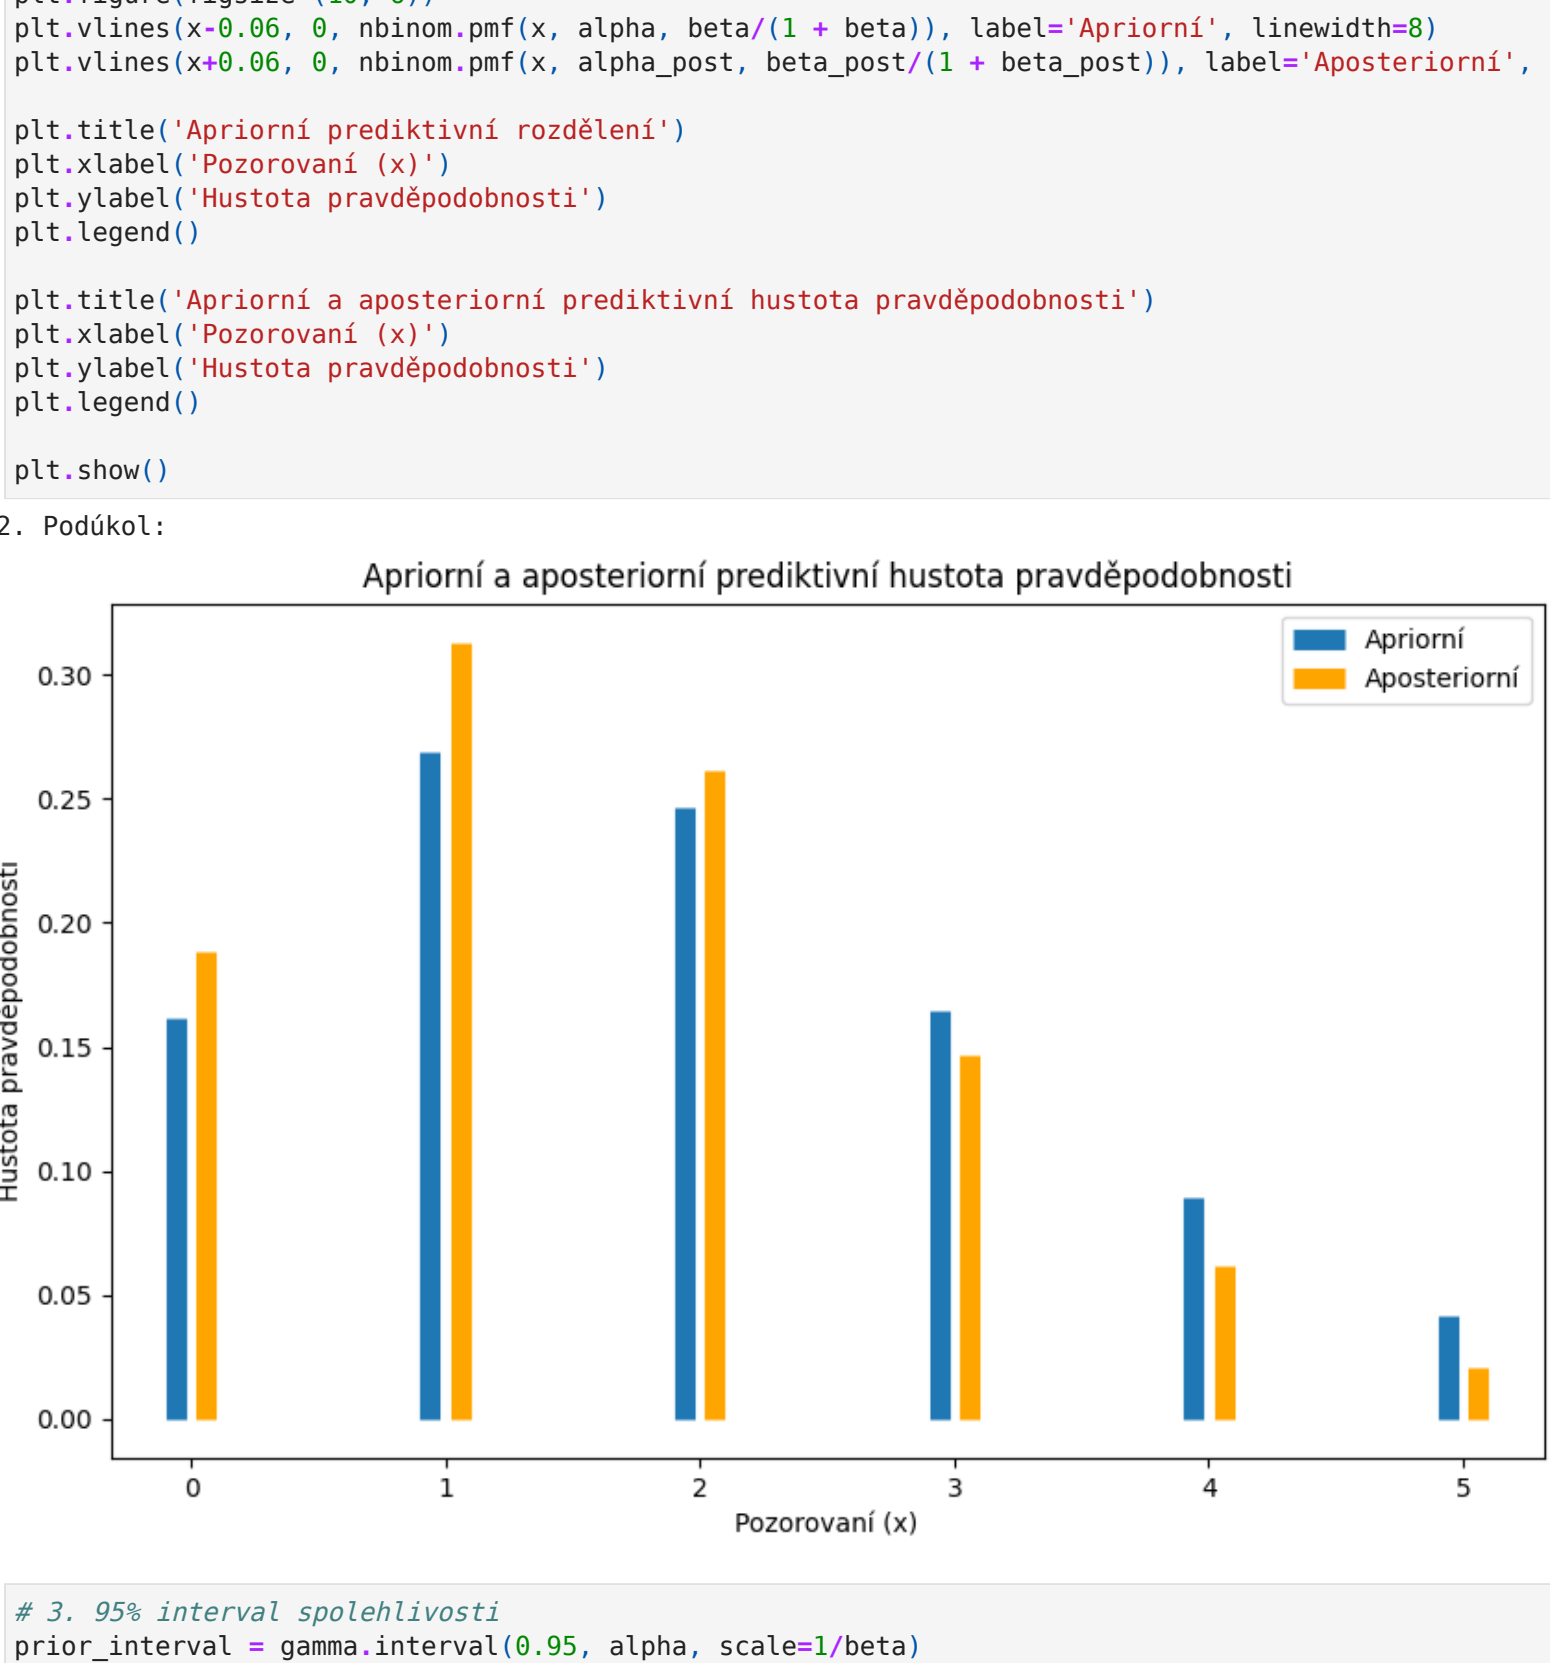 plt.vlines(x-0.06, 0, nbinom.pmf(x, alpha, beta/(1 + beta)), label='Apriorní', linewidth=8)
plt.vlines(x+0.06, 0, nbinom.pmf(x, alpha_post, beta_post/(1 + beta_post)), label='Aposteriorní',
plt.title('Apriorní prediktivní rozdělení')
plt.xlabel('Pozorovaní (x)')
plt.ylabel('Hustota pravděpodobnosti')
plt.legend()
plt.title('Apriorní a aposteriorní prediktivní hustota pravděpodobnosti')
plt.xlabel('Pozorovaní (x)')
plt.ylabel('Hustota pravděpodobnosti')
plt.legend()
plt.show()
2. Podúkol:
Apriorní a aposteriorní prediktivní hustota pravděpodobnosti
Apriorní
Aposteriorní
Hustota pravděpodobnosti
0.30
0.25
0.20
0.15
0.10
0.05
0.00
0 1 2 3 4 5
Pozorovaní (x)
# 3. 95% interval spolehlivosti
prior_interval = gamma.interval(0.95, alpha, scale=1/beta)